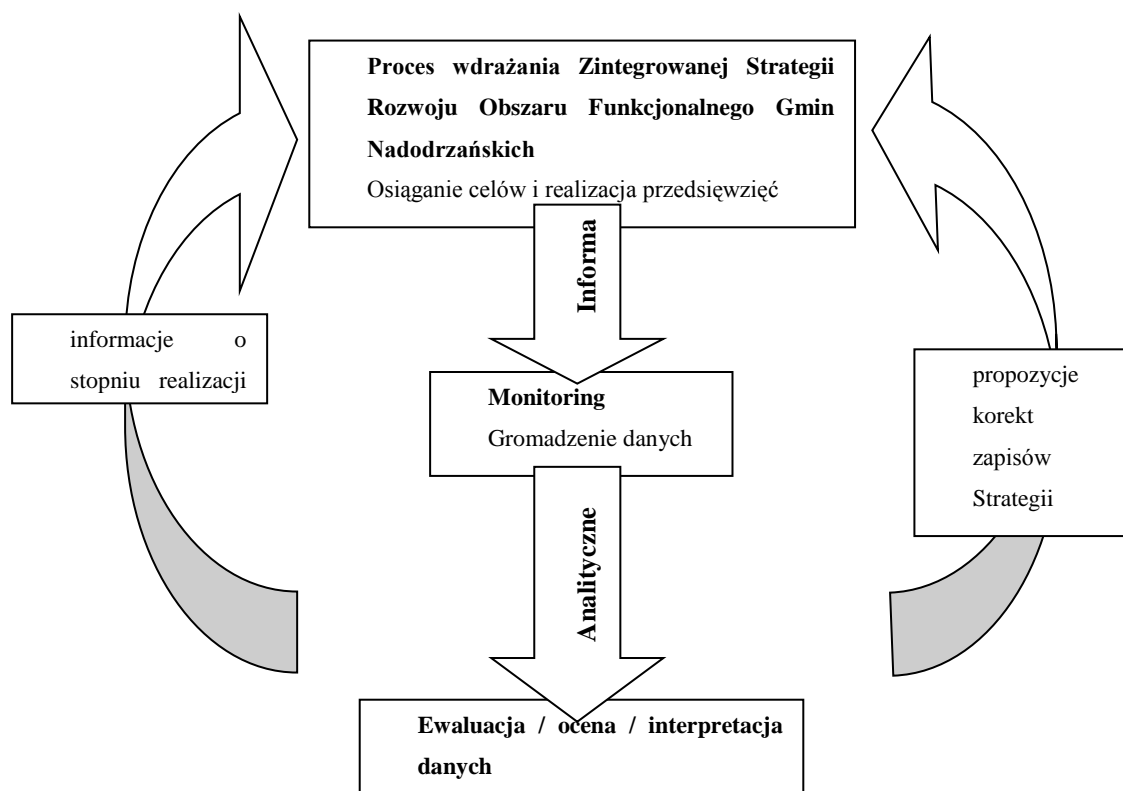 Proces wdrażania Zintegrowanej Strategii
Rozwoju Obszaru Funkcjonalnego Gmin
Nadodrzańskich
Osiąganie celów i realizacja przedsięwzięć
Informa
informacje o
stopniu realizacji
propozycje
korekt
zapisów
Strategii
Monitoring
Gromadzenie danych
Analityczne
Ewaluacja / ocena / interpretacja
danych